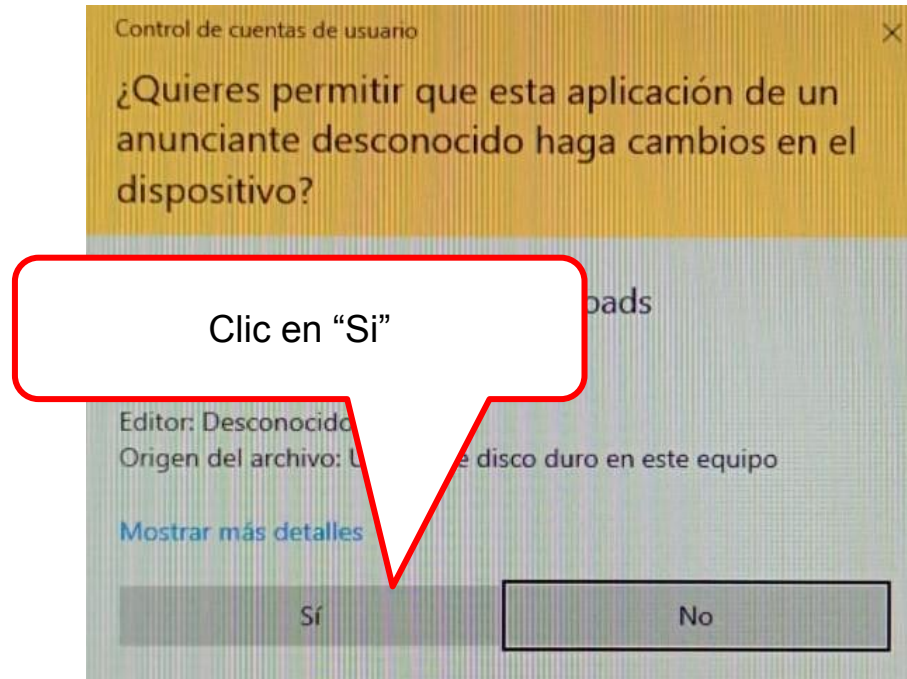 Control de cuentas de usuario
¿Quieres permitir que esta aplicación de un
anunciante desconocido haga cambios en el
dispositivo?
Clic en “Si”
Editor: Desconocido
Origen del archivo: disco duro en este equipo
Mostrar más detalles
Sí
No